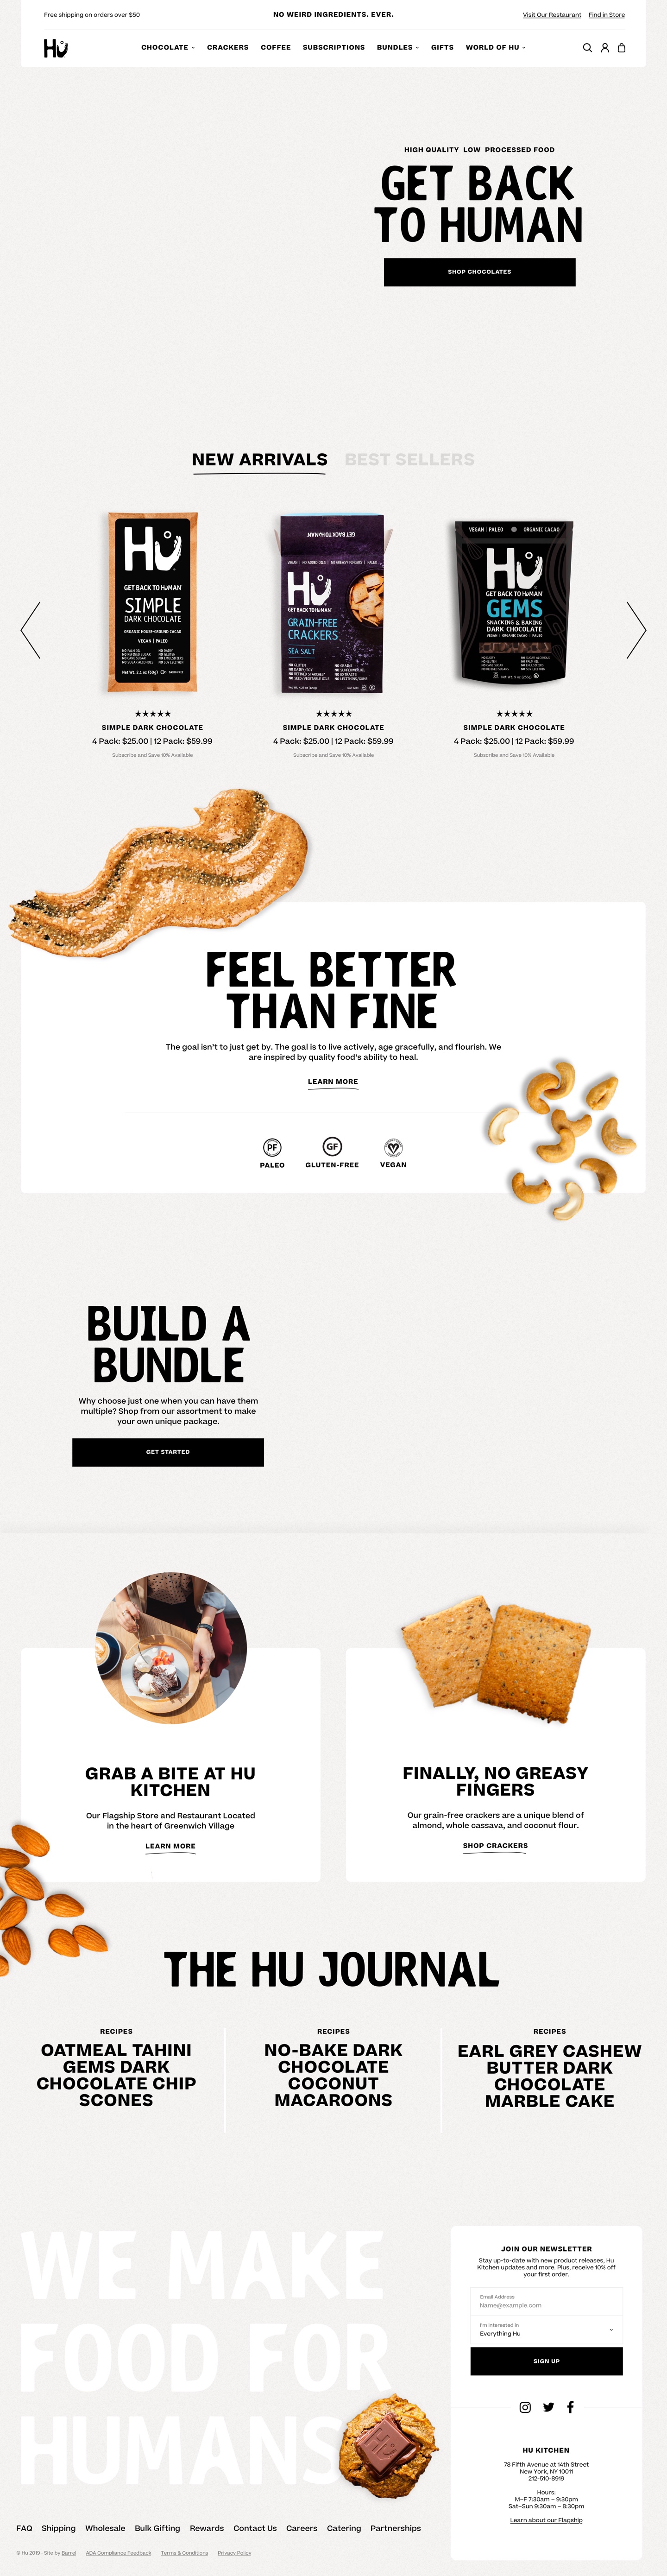 Free shipping on orders over $50
NO WEIRD INGREDIENTS. EVER.
Visit Our Restaurant
Find in Store
Hu
CHOCOLATE
CRACKERS
COFFEE
SUBSCRIPTIONS
BUNDLES
GIFTS
WORLD OF HU
HIGH QUALITY LOW PROCESSED FOOD
GET BACK
TO HUMAN
SHOP CHOCOLATES
NEW ARRIVALS
BEST SELLERS
Hu
GET BACK TO HUMAN
SIMPLE
DARK CHOCOLATE
ORGANIC HOUSE-GROUND CACAO
VEGAN | PALEO
GET BACK TO HUMAN
Hu
GET BACK TO HUMAN
GRAIN-FREE
CRACKERS
SEA SALT
VEGAN | PALEO
ORGANIC CACAO
Hu
GET BACK TO HUMAN
GEMS
SNACKING & BAKING
DARK CHOCOLATE
VEGAN | ORGANIC CACAO | PALEO
★★★★★
SIMPLE DARK CHOCOLATE
4 Pack: $25.00 | 12 Pack: $59.99
Subscribe and Save 10% Available
★★★★★
SIMPLE DARK CHOCOLATE
4 Pack: $25.00 | 12 Pack: $59.99
Subscribe and Save 10% Available
★★★★★
SIMPLE DARK CHOCOLATE
4 Pack: $25.00 | 12 Pack: $59.99
Subscribe and Save 10% Available
FEEL BETTER
THAN FINE
The goal isn't to just get by. The goal is to live actively, age gracefully, and flourish. We
are inspired by quality food's ability to heal.
LEARN MORE
PF
GF
V
PALEO
GLUTEN-FREE
VEGAN
BUILD A
BUNDLE
Why choose just one when you can have them
multiple? Shop from our assortment to make
your own unique package.
GET STARTED
GRAB A BITE AT HU
KITCHEN
Our Flagship Store and Restaurant Located
in the heart of Greenwich Village
LEARN MORE
FINALLY, NO GREASY
FINGERS
Our grain-free crackers are a unique blend of
almond, whole cassava, and coconut flour.
SHOP CRACKERS
THE HU JOURNAL
RECIPES
OATMEAL TAHINI
GEMS DARK
CHOCOLATE CHIP
SCONES
RECIPES
NO-BAKE DARK
CHOCOLATE
COCONUT
MACAROONS
RECIPES
EARL GREY CASHEW
BUTTER DARK
CHOCOLATE
MARBLE CAKE
WE MAKE
FOOD FOR
HUMANS
Hu
JOIN OUR NEWSLETTER
Stay up-to-date with new product releases, Hu
Kitchen updates and more. Plus, receive 10% off
your first order.
Email Address
Name@example.com
I'm interested in
Everything Hu
SIGN UP
HU KITCHEN
78 Fifth Avenue at 14th Street
New York, NY 10011
212-510-8919
Hours:
M–F 7:30am – 9:30pm
Sat–Sun 9:30am – 8:30pm
Learn about our Flagship
FAQ
Shipping
Wholesale
Bulk Gifting
Rewards
Contact Us
Careers
Catering
Partnerships
© Hu 2019 - Site by Barrel
ADA Compliance Feedback
Terms & Conditions
Privacy Policy